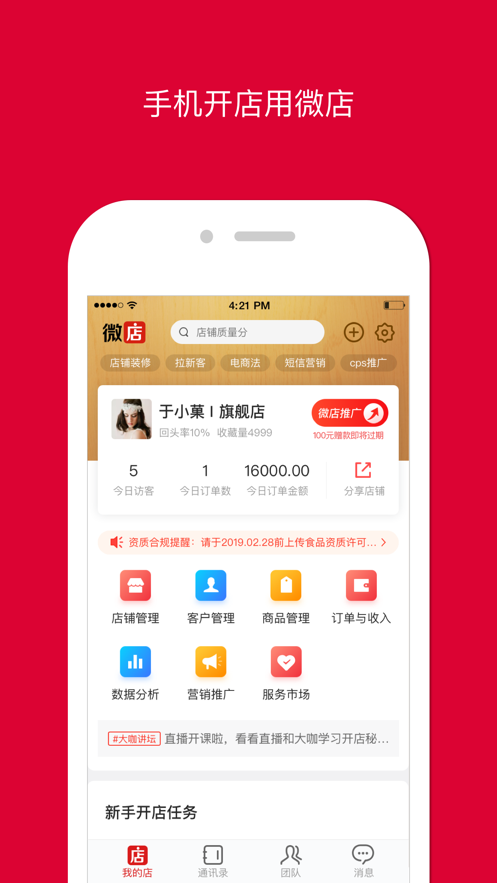 手机开店用微店
4:21 PM
微店
店铺质量分
店铺装修 拉新客 电商法 短信营销 cps推广
于小菓 I 旗舰店
微店推广
回头率10% 收藏量4999
100元赠款即将过期
5 1 16000.00
今日访客 今日订单数 今日订单金额 分享店铺
资质合规提醒：请于2019.02.28前上传食品资质许可...
店铺管理 客户管理 商品管理 订单与收入
数据分析 营销推广 服务市场
#大咖讲坛 直播开课啦，看看直播和大咖学习开店秘...
新手开店任务
店
我的店 通讯录 团队 消息